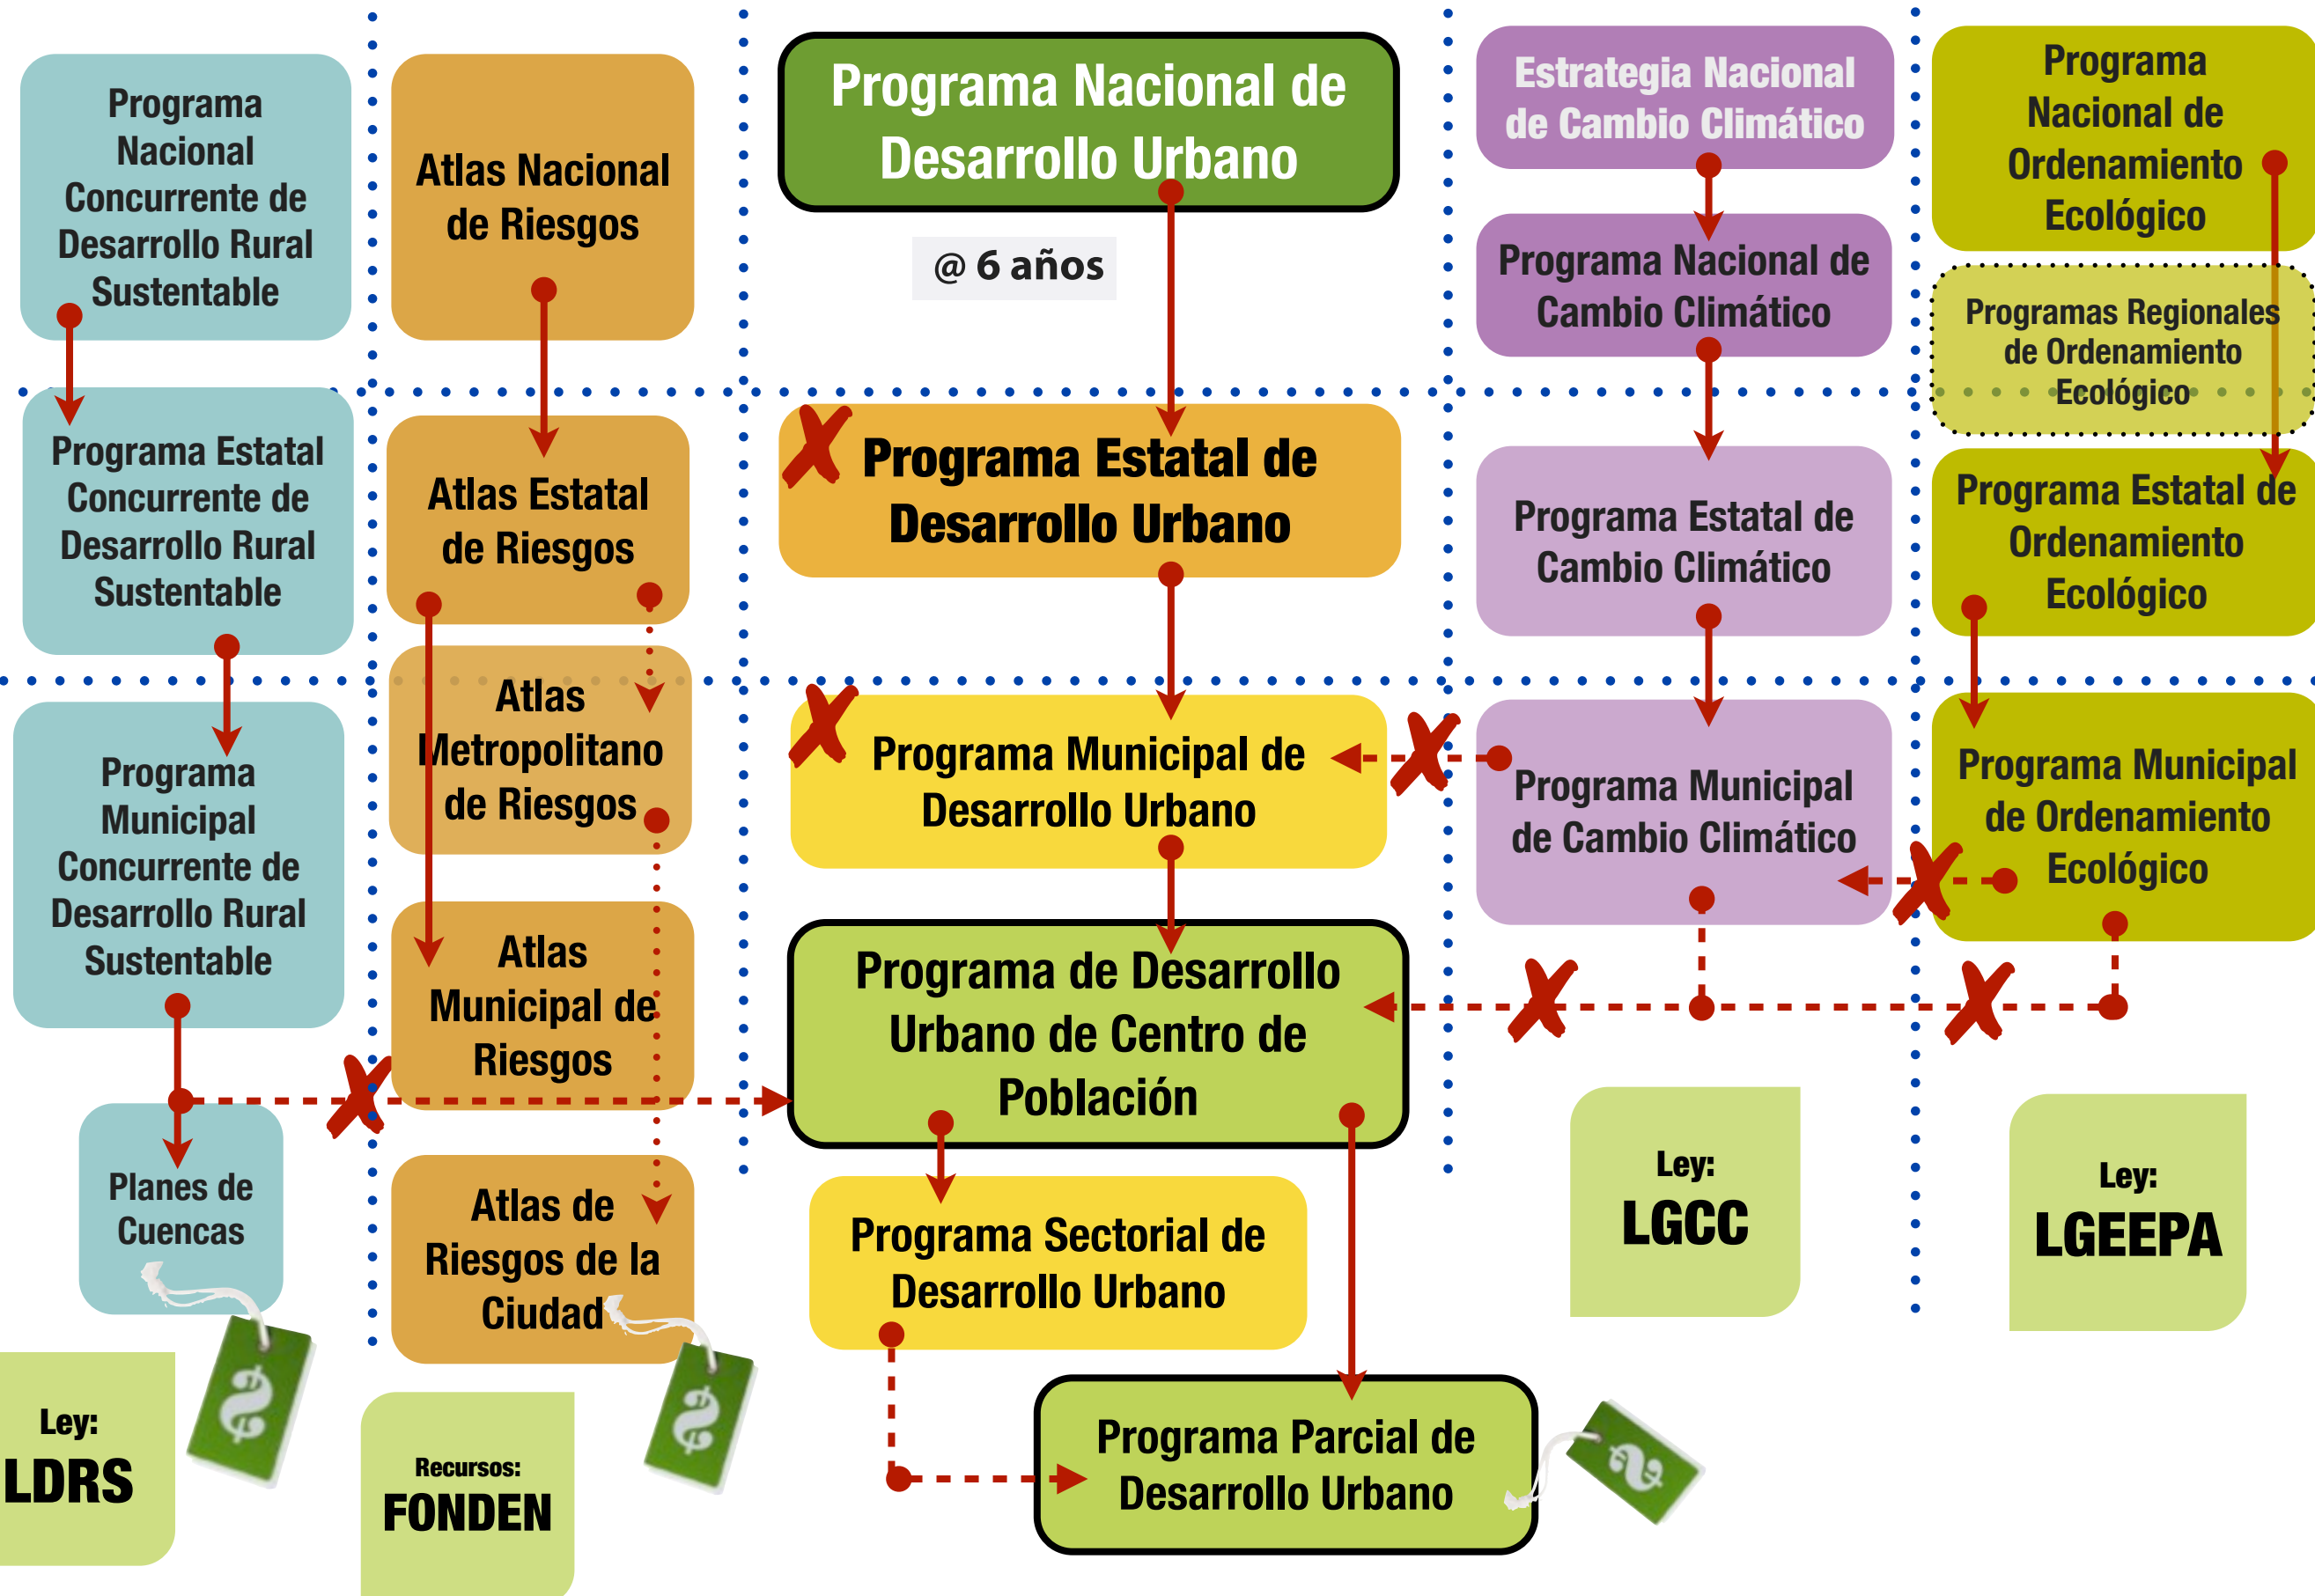 Programa
Nacional
Concurrente de
Desarrollo Rural
Sustentable
Programa Estatal
Concurrente de
Desarrollo Rural
Sustentable
Programa
Municipal
Concurrente de
Desarrollo Rural
Sustentable
Planes de
Cuencas
Ley:
LDRS
Atlas Nacional
de Riesgos
Atlas Estatal
de Riesgos
Atlas
Metropolitano
de Riesgos
Atlas
Municipal de
Riesgos
Atlas de
Riesgos de la
Ciudad
Recursos:
FONDEN
$
$
Programa Nacional de
Desarrollo Urbano
@ 6 años
Programa Estatal de
Desarrollo Urbano
Programa Municipal de
Desarrollo Urbano
Programa de Desarrollo
Urbano de Centro de
Población
Programa Sectorial de
Desarrollo Urbano
Programa Parcial de
Desarrollo Urbano
$
Estrategia Nacional
de Cambio Climático
Programa Nacional de
Cambio Climático
Programa Estatal de
Cambio Climático
Programa Municipal
de Cambio Climático
Ley:
LGCC
Programa
Nacional de
Ordenamiento
Ecológico
Programas Regionales
de Ordenamiento
Ecológico
Programa Estatal de
Ordenamiento
Ecológico
Programa Municipal
de Ordenamiento
Ecológico
Ley:
LGEEPA